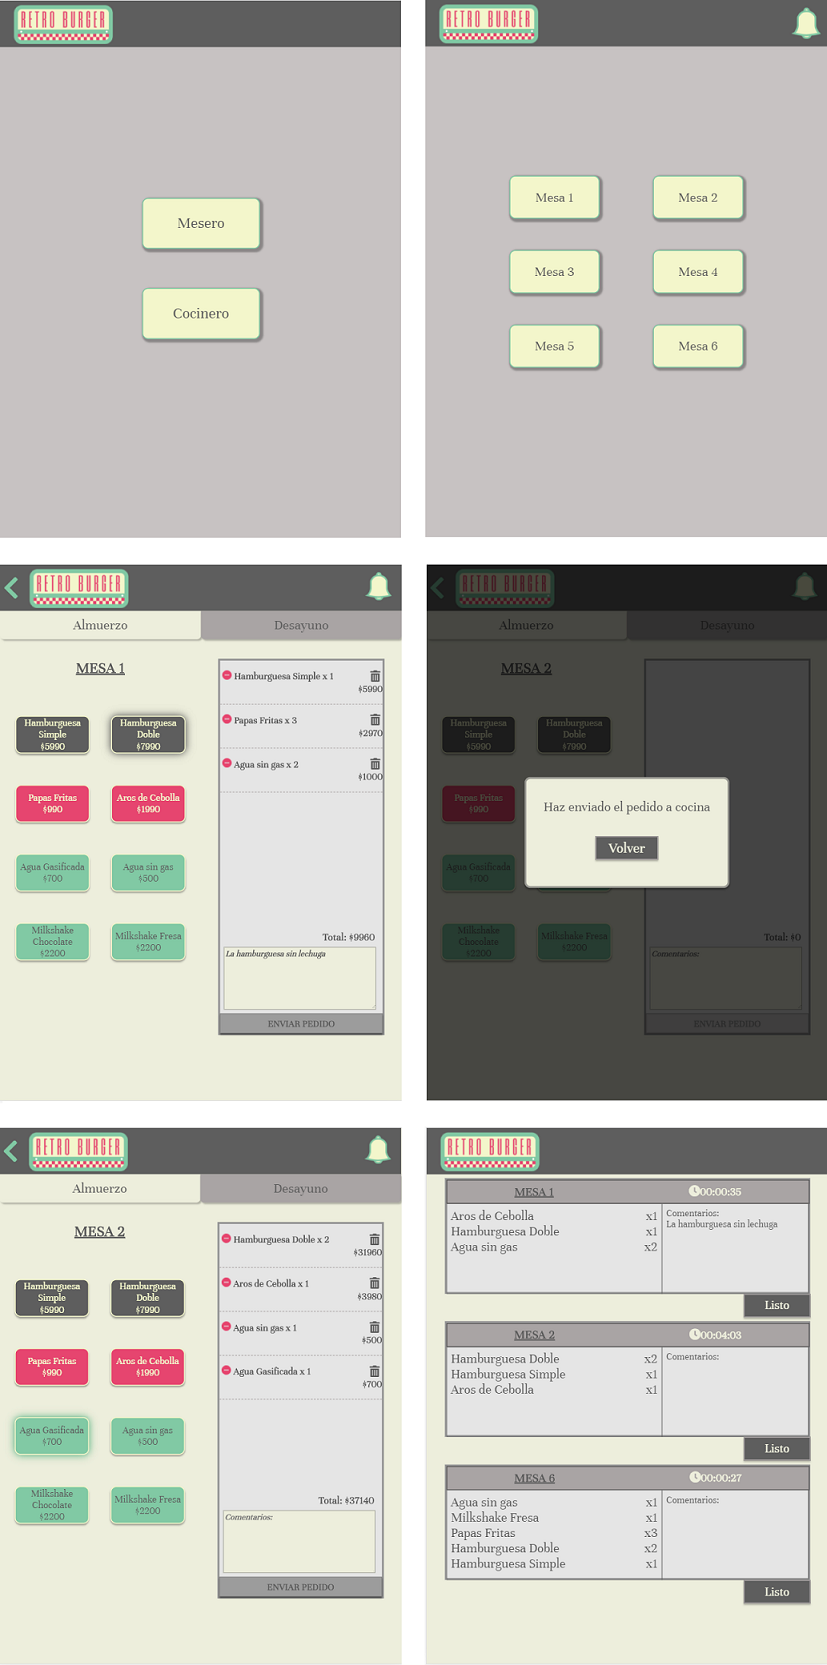 RETRO BURGER
Mesero
Cocinero
RETRO BURGER
Mesa 1
Mesa 2
Mesa 3
Mesa 4
Mesa 5
Mesa 6
RETRO BURGER
Almuerzo
Desayuno
MESA 1
Hamburguesa
Simple
$5990
Hamburguesa
Doble
$7990
Papas Fritas
$990
Aros de Cebolla
$1990
Agua Gasificada
$700
Agua sin gas
$500
Milkshake
Chocolate
$2200
Milkshake Fresa
$2200
Hamburguesa Simple x 1
$5990
Papas Fritas x 3
$2970
Agua sin gas x 2
$1000
Total: $9960
La hamburguesa sin lechuga
ENVIAR PEDIDO
RETRO BURGER
Almuerzo
Desayuno
MESA 2
Hamburguesa
Simple
$5990
Hamburguesa
Doble
$7990
Papas Fritas
$990
Agua Gasificada
$700
Milkshake
Chocolate
$2200
Milkshake Fresa
$2200
Haz enviado el pedido a cocina
Volver
Total: $0
Comentarios:
ENVIAR PEDIDO
RETRO BURGER
Almuerzo
Desayuno
MESA 2
Hamburguesa
Simple
$5990
Hamburguesa
Doble
$7990
Papas Fritas
$990
Aros de Cebolla
$1990
Agua Gasificada
$700
Agua sin gas
$500
Milkshake
Chocolate
$2200
Milkshake Fresa
$2200
Hamburguesa Doble x 2
$31960
Aros de Cebolla x 1
$3980
Agua sin gas x 1
$500
Agua Gasificada x 1
$700
Total: $37140
Comentarios:
ENVIAR PEDIDO
RETRO BURGER
MESA 1
00:00:35
Aros de Cebolla x1
Hamburguesa Doble x1
Agua sin gas x2
Comentarios:
La hamburguesa sin lechuga
Listo
MESA 2
00:04:03
Hamburguesa Doble x2
Hamburguesa Simple x1
Aros de Cebolla x1
Comentarios:
Listo
MESA 6
00:00:27
Agua sin gas x1
Milkshake Fresa x1
Papas Fritas x3
Hamburguesa Doble x2
Hamburguesa Simple x1
Comentarios:
Listo